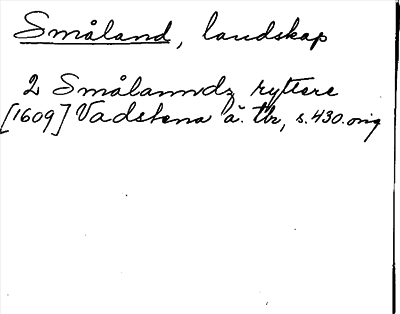 Småland, landskap
2 Smålanndz ryttere
[1609] Vadstena å. tb, s. 430. orig